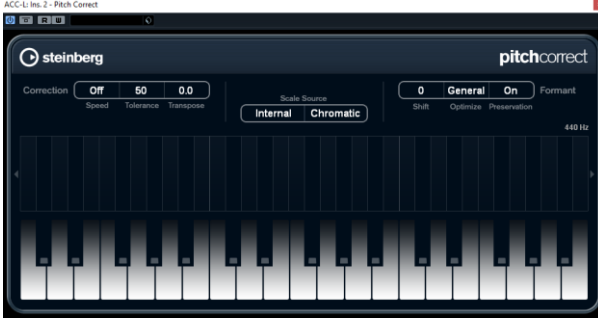 ACC-L: Ins. 2 - Pitch Correct
R W
steinberg
pitchcorrect
Correction Off 50 0.0
Speed Tolerance Transpose
Scale Source
Internal Chromatic
0 General On Formant
Shift Optimize Preservation
440 Hz